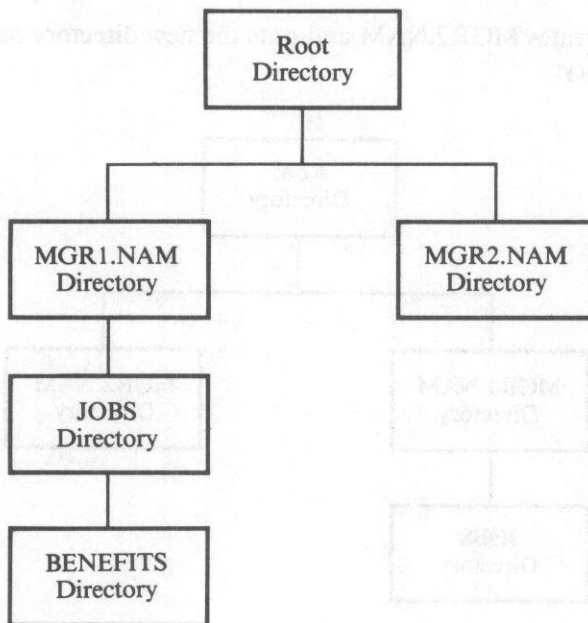 Root
Directory
MGR1.NAM
Directory
MGR2.NAM
Directory
JOBS
Directory
BENEFITS
Directory